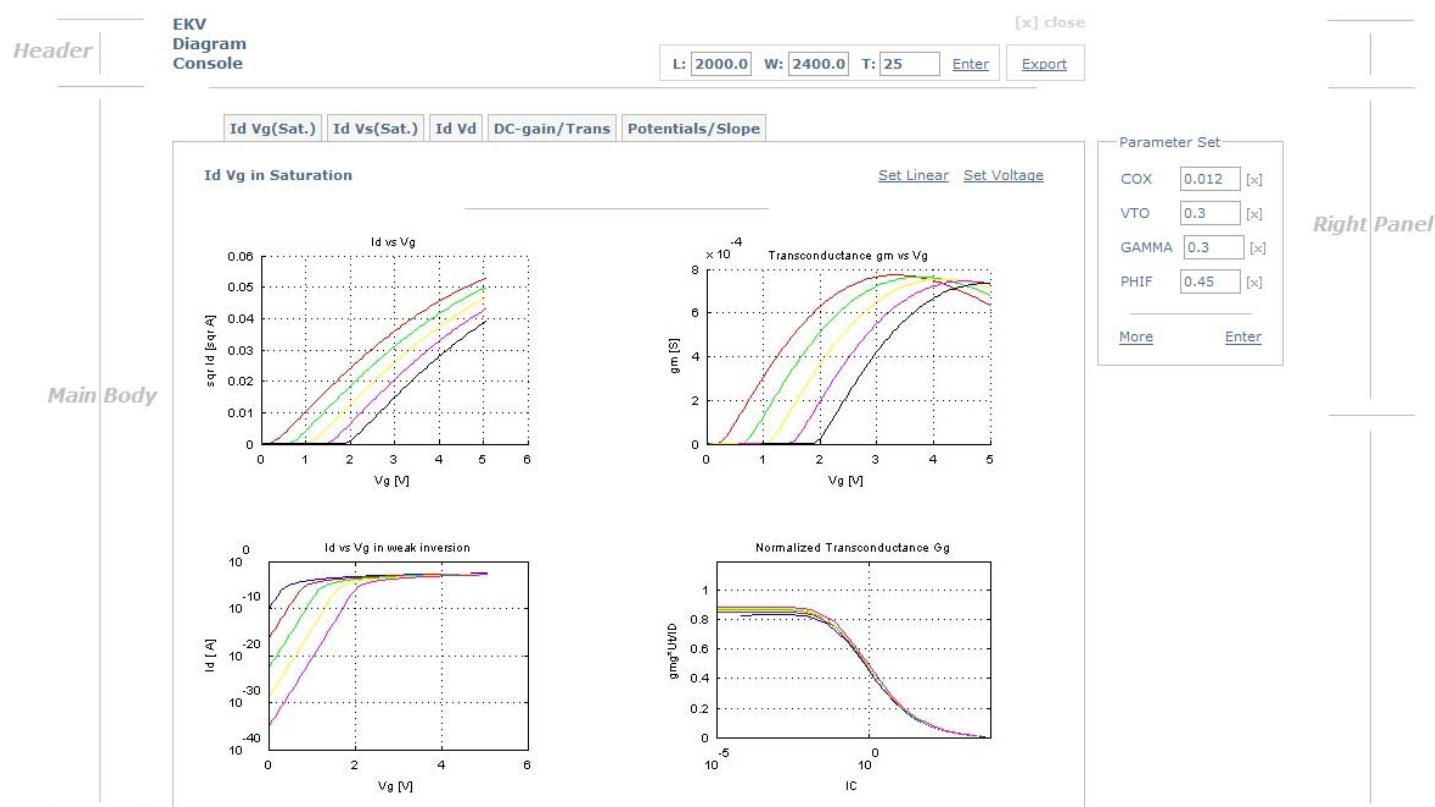 Header
EKV
Diagram
Console
[x] close
L: 2000.0 W: 2400.0 T: 25 Enter Export
Id Vg(Sat.) Id Vs(Sat.) Id Vd DC-gain/Trans Potentials/Slope
Id Vg in Saturation Set Linear Set Voltage
Id vs Vg
0.06
0.05
0.04
0.03
0.02
0.01
0
sqr Id [sqr A]
0 1 2 3 4 5 6
Vg [V]
× 10 -4
Transconductance gm vs Vg
8
6
4
2
0
gm [S]
0 1 2 3 4 5
Vg [V]
Id vs Vg in weak inversion
10 0
10 -10
10 -20
10 -30
10 -40
Id [ A]
0 2 4 6
Vg [V]
Normalized Transconductance Gg
1
0.8
0.6
0.4
0.2
0
gmg*Ut/ID
10 -5 10 0
IC
Main Body
Parameter Set
COX 0.012 [x]
VTO 0.3 [x]
GAMMA 0.3 [x]
PHIF 0.45 [x]
More Enter
Right Panel